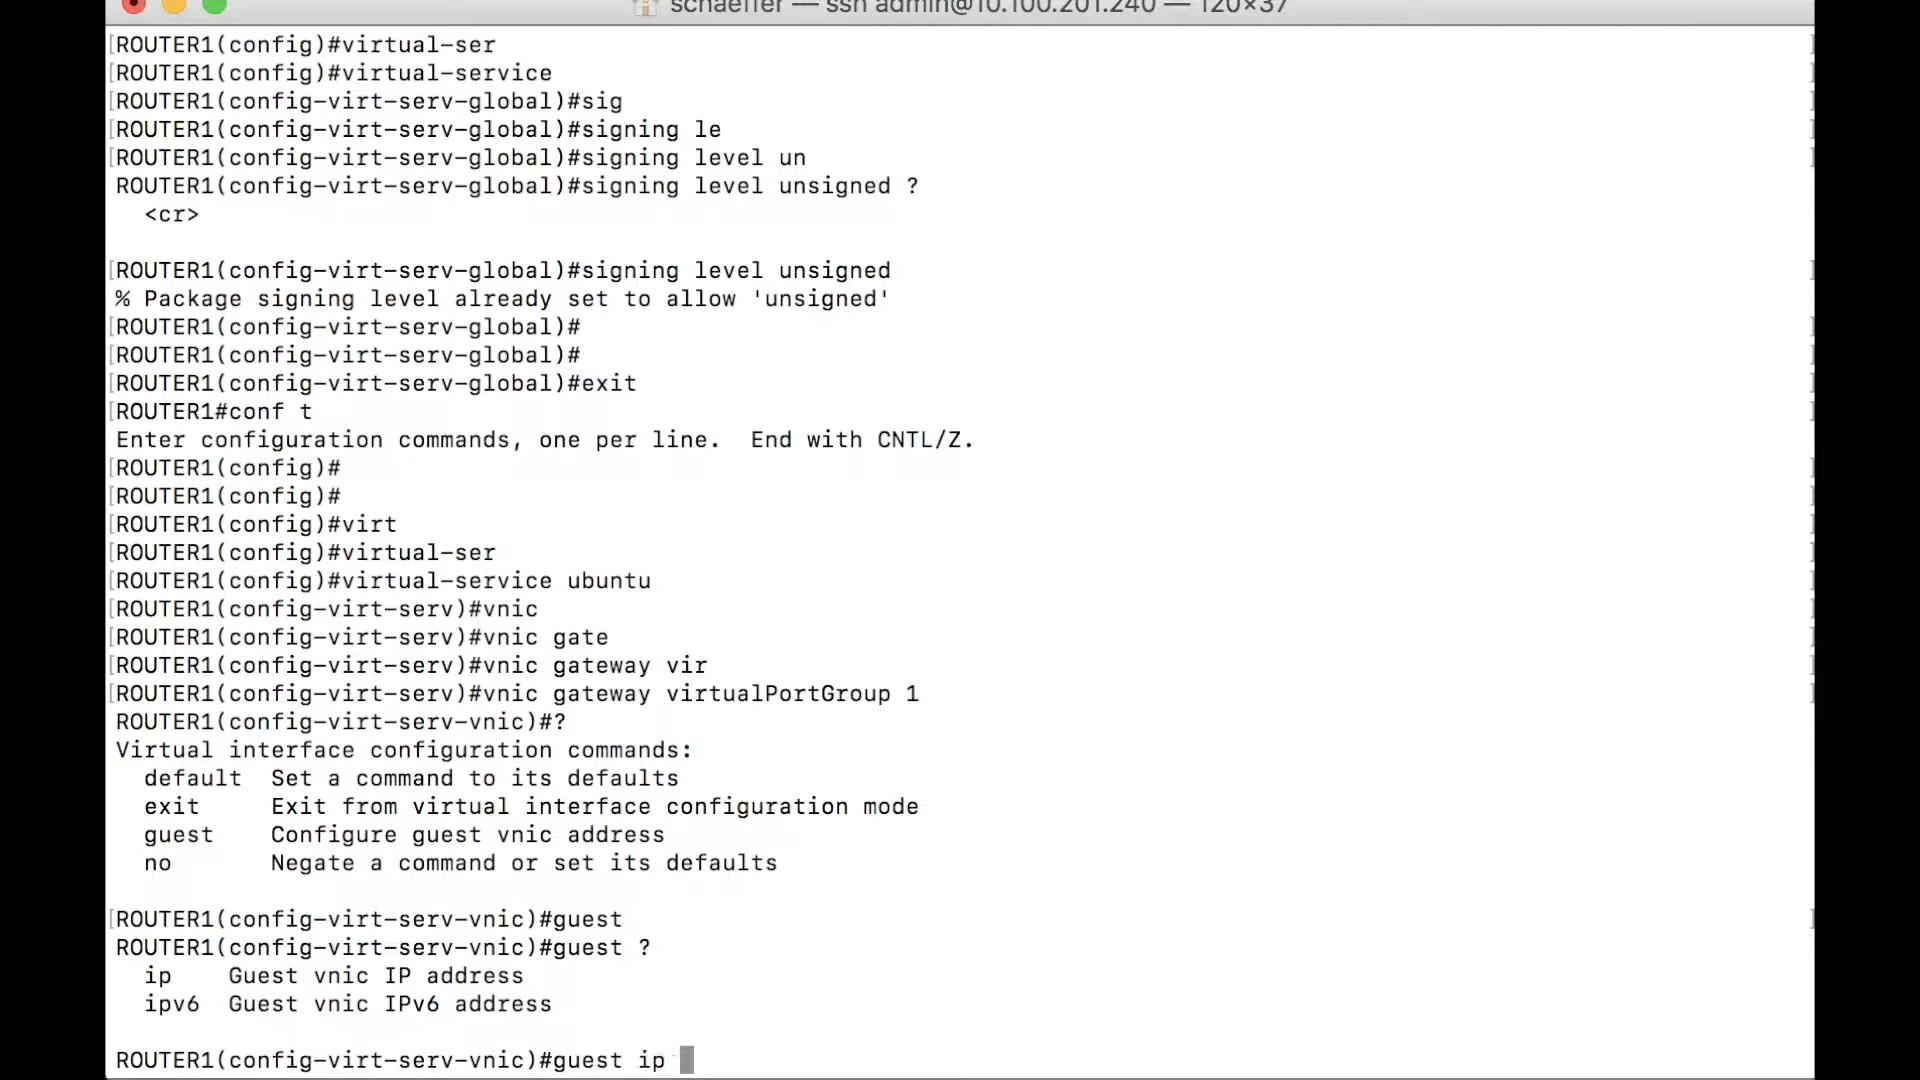 schaeffer — ssh admin@10.100.201.240 — 120×37
[ROUTER1(config)#virtual-ser ]
[ROUTER1(config)#virtual-service ]
[ROUTER1(config-virt-serv-global)#sig ]
[ROUTER1(config-virt-serv-global)#signing le ]
[ROUTER1(config-virt-serv-global)#signing level un ]
ROUTER1(config-virt-serv-global)#signing level unsigned ?
  <cr>

[ROUTER1(config-virt-serv-global)#signing level unsigned ]
% Package signing level already set to allow 'unsigned'
[ROUTER1(config-virt-serv-global)# ]
[ROUTER1(config-virt-serv-global)# ]
[ROUTER1(config-virt-serv-global)#exit ]
[ROUTER1#conf t ]
Enter configuration commands, one per line.  End with CNTL/Z.
[ROUTER1(config)# ]
[ROUTER1(config)# ]
[ROUTER1(config)#virt ]
[ROUTER1(config)#virtual-ser ]
[ROUTER1(config)#virtual-service ubuntu ]
[ROUTER1(config-virt-serv)#vnic ]
[ROUTER1(config-virt-serv)#vnic gate ]
[ROUTER1(config-virt-serv)#vnic gateway vir ]
[ROUTER1(config-virt-serv)#vnic gateway virtualPortGroup 1 ]
ROUTER1(config-virt-serv-vnic)#?
Virtual interface configuration commands:
  default  Set a command to its defaults
  exit     Exit from virtual interface configuration mode
  guest    Configure guest vnic address
  no       Negate a command or set its defaults

[ROUTER1(config-virt-serv-vnic)#guest ]
ROUTER1(config-virt-serv-vnic)#guest ?
  ip    Guest vnic IP address
  ipv6  Guest vnic IPv6 address

ROUTER1(config-virt-serv-vnic)#guest ip